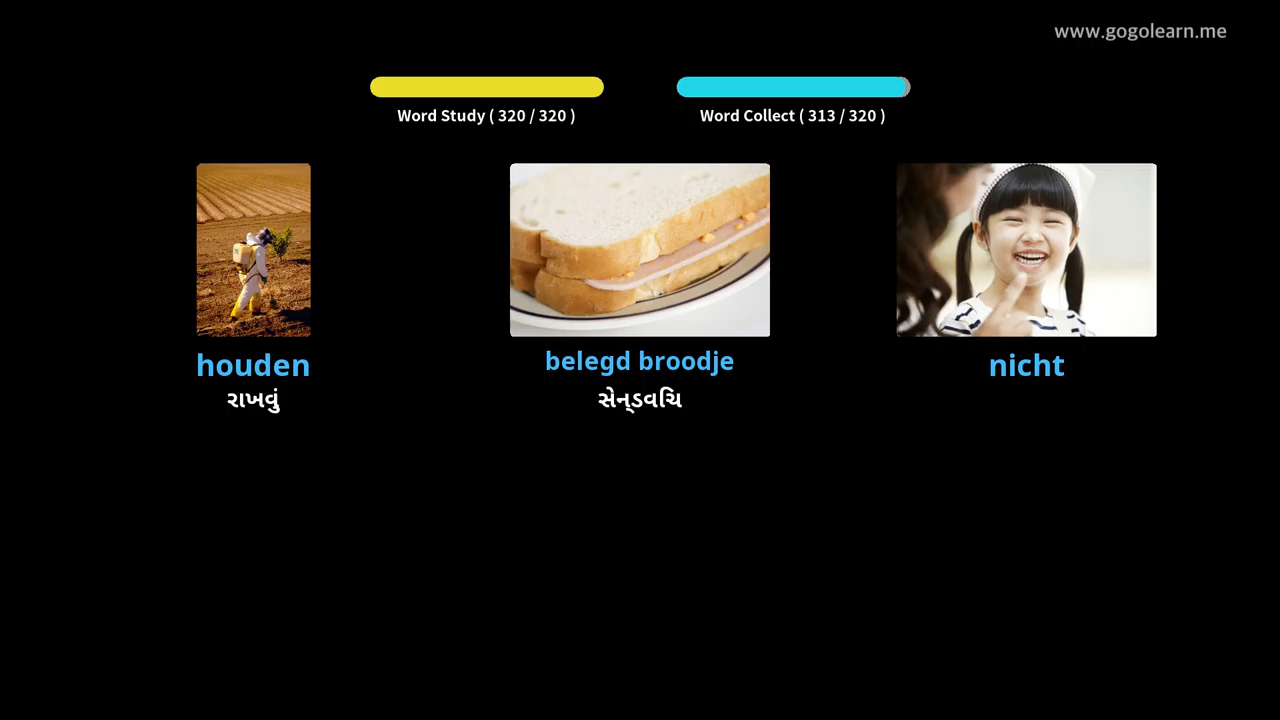 www.gogolearn.me
Word Study ( 320 / 320 )
Word Collect ( 313 / 320 )
houden
રાખવું
belegd broodje
સેન્ડવિચ
nicht